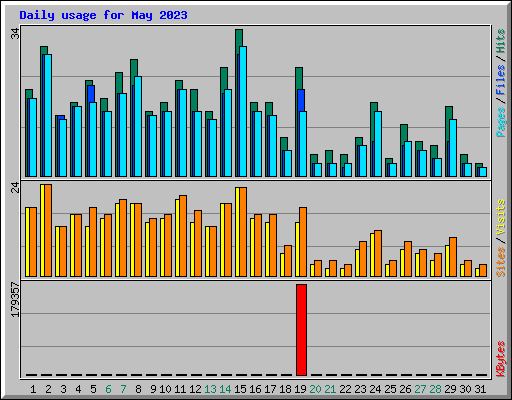 Daily usage for May 2023
34
Pages / Files / Hits
24
Sites / Visits
179357
KBytes
1 2 3 4 5 6 7 8 9 10 11 12 13 14 15 16 17 18 19 20 21 22 23 24 25 26 27 28 29 30 31